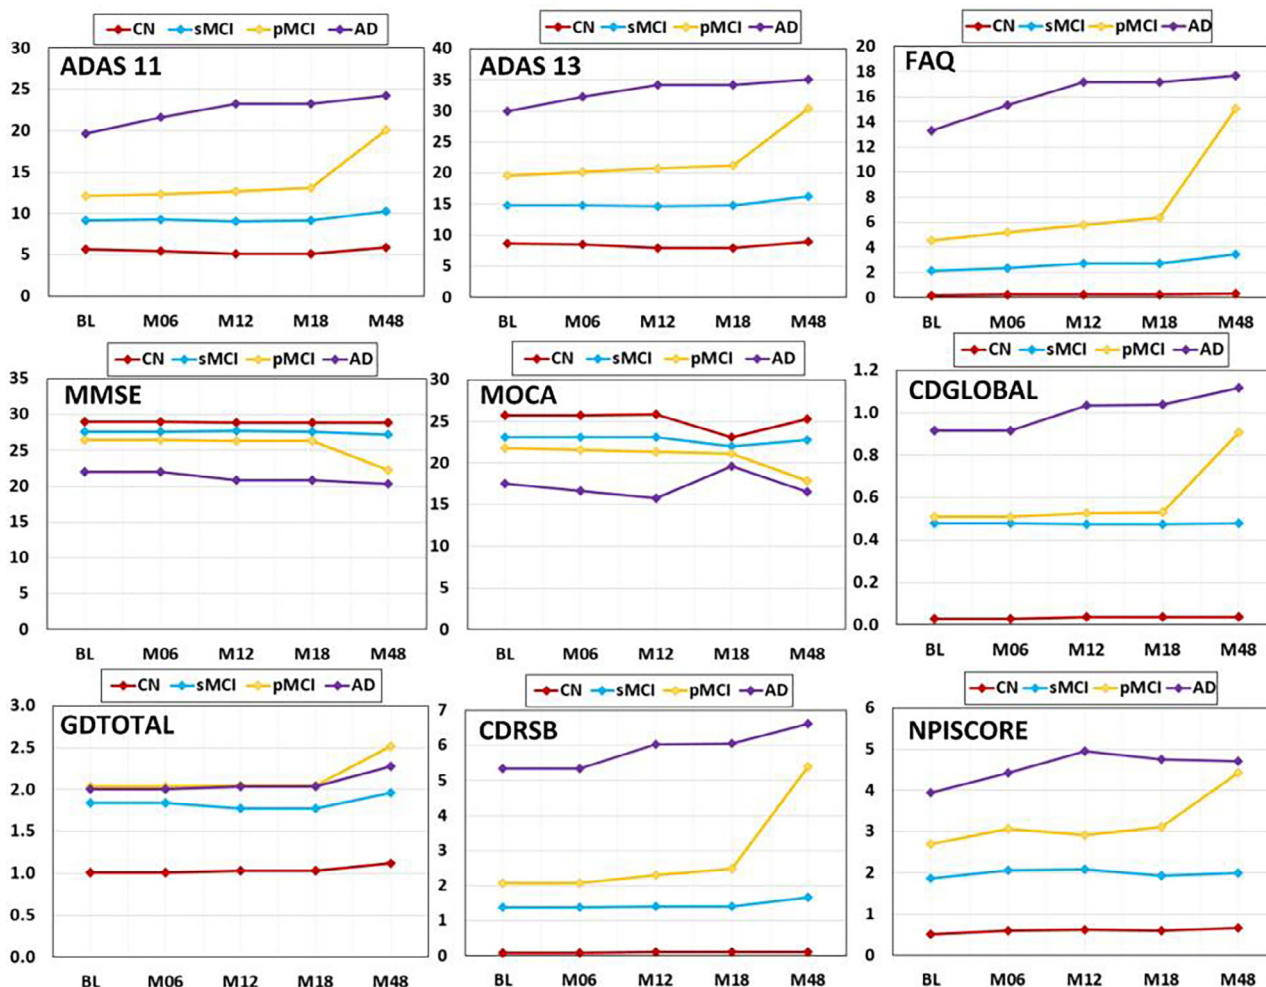 CN sMCI pMCI AD
ADAS 11
30
25
20
15
10
5
0
BL M06 M12 M18 M48
CN sMCI pMCI AD
ADAS 13
40
35
30
25
20
15
10
5
0
BL M06 M12 M18 M48
CN sMCI pMCI AD
FAQ
20
18
16
14
12
10
8
6
4
2
0
BL M06 M12 M18 M48
CN sMCI pMCI AD
MMSE
35
30
25
20
15
10
5
0
BL M06 M12 M18 M48
CN sMCI pMCI AD
MOCA
30
25
20
15
10
5
0
BL M06 M12 M18 M48
CN sMCI pMCI AD
CDGLOBAL
1.2
1.0
0.8
0.6
0.4
0.2
0.0
BL M06 M12 M18 M48
CN sMCI pMCI AD
GDTOTAL
3.0
2.5
2.0
1.5
1.0
0.5
0.0
BL M06 M12 M18 M48
CN sMCI pMCI AD
CDRSB
7
6
5
4
3
2
1
0
BL M06 M12 M18 M48
CN sMCI pMCI AD
NPISCORE
6
5
4
3
2
1
0
BL M06 M12 M18 M48